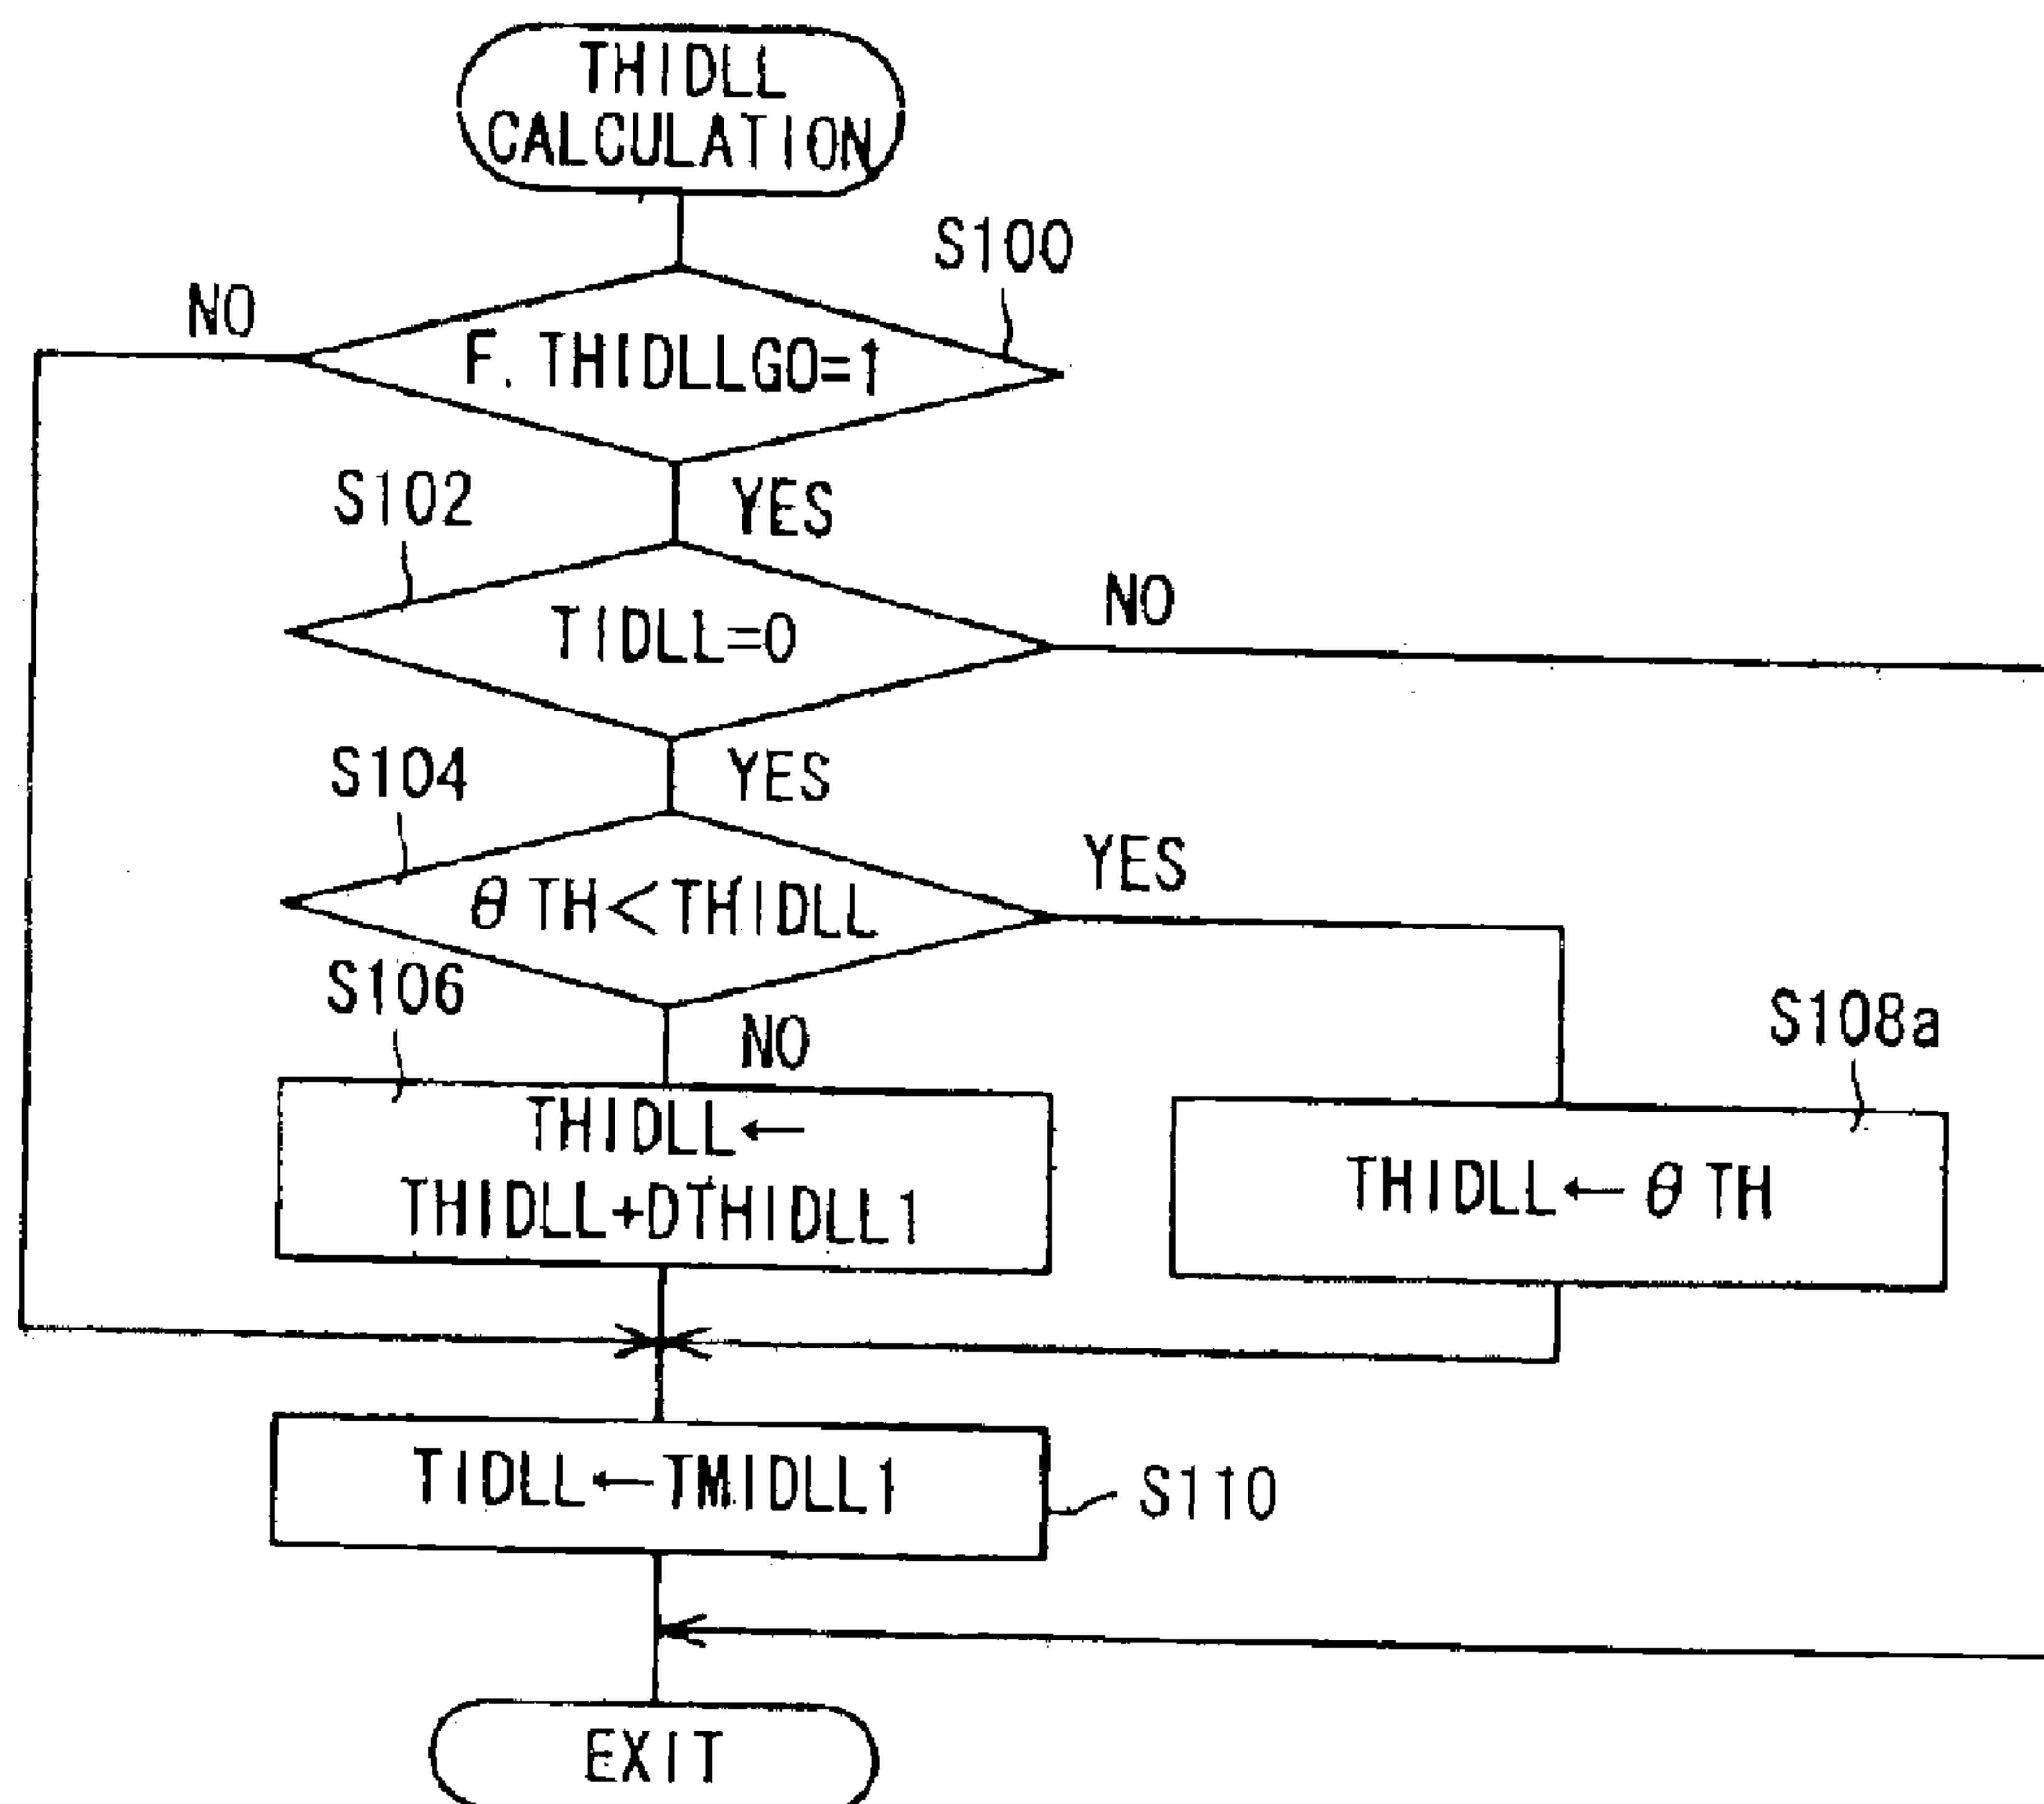 THIDLL
CALCULATION
S100
NO
F. THIDLLGO=1
S102
YES
NO
TIDLL=0
S104
YES
YES
θ TH<THIDLL
S106
NO
S108a
THIDLL←
THIDLL+DTHIDLL1
THIDLL← θ TH
TIDLL←TMIDLL1
S110
EXIT